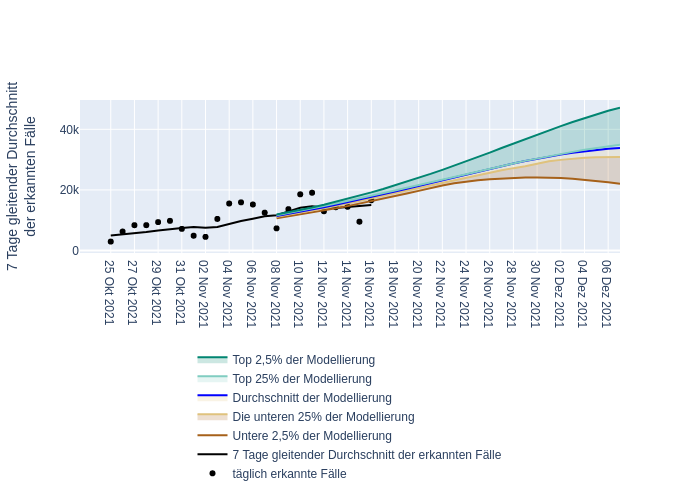 7 Tage gleitender Durchschnitt
der erkannten Fälle
40k
20k
0
25 Okt 2021
27 Okt 2021
29 Okt 2021
31 Okt 2021
02 Nov 2021
04 Nov 2021
06 Nov 2021
08 Nov 2021
10 Nov 2021
12 Nov 2021
14 Nov 2021
16 Nov 2021
18 Nov 2021
20 Nov 2021
22 Nov 2021
24 Nov 2021
26 Nov 2021
28 Nov 2021
30 Nov 2021
02 Dez 2021
04 Dez 2021
06 Dez 2021
Top 2,5% der Modellierung
Top 25% der Modellierung
Durchschnitt der Modellierung
Die unteren 25% der Modellierung
Untere 2,5% der Modellierung
7 Tage gleitender Durchschnitt der erkannten Fälle
täglich erkannte Fälle